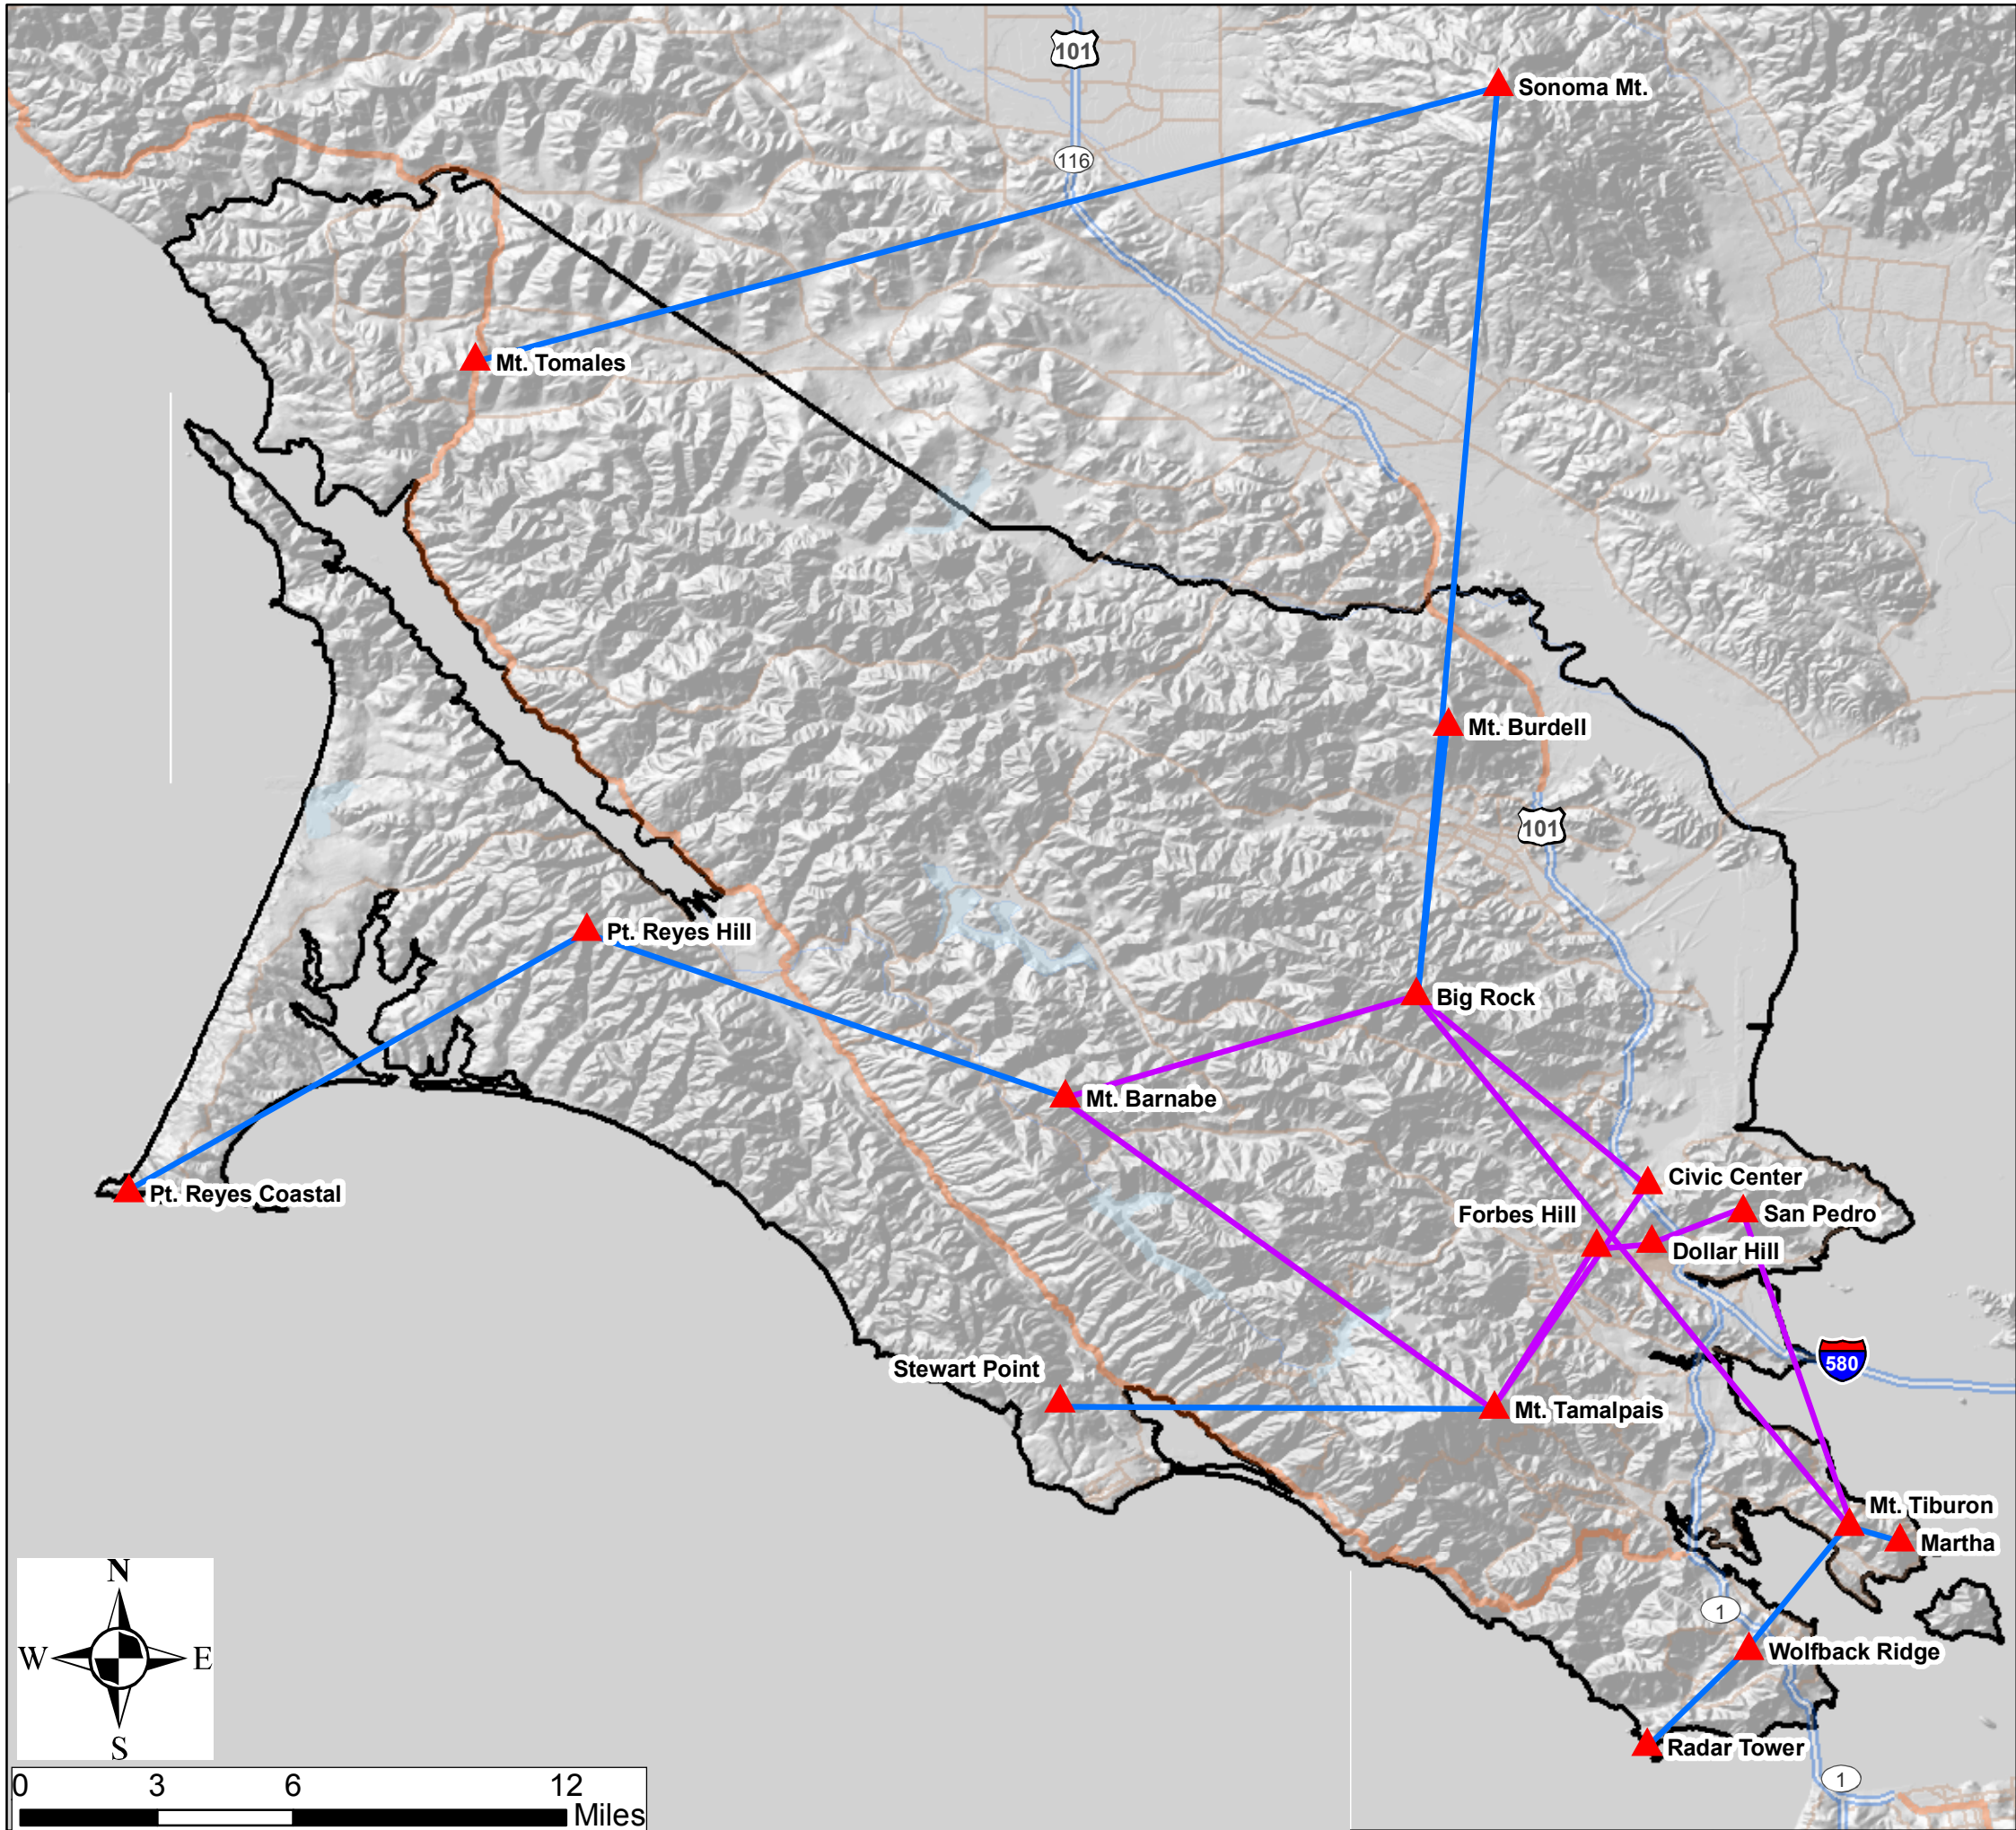 101
Sonoma Mt.
116
Mt. Tomales
Mt. Burdell
101
Pt. Reyes Hill
Big Rock
Mt. Barnabe
Civic Center
Pt. Reyes Coastal
Forbes Hill
San Pedro
Dollar Hill
Stewart Point
580
Mt. Tamalpais
Mt. Tiburon
Martha
N
W E
S
1
Wolfback Ridge
Radar Tower
0 3 6 12
Miles
1